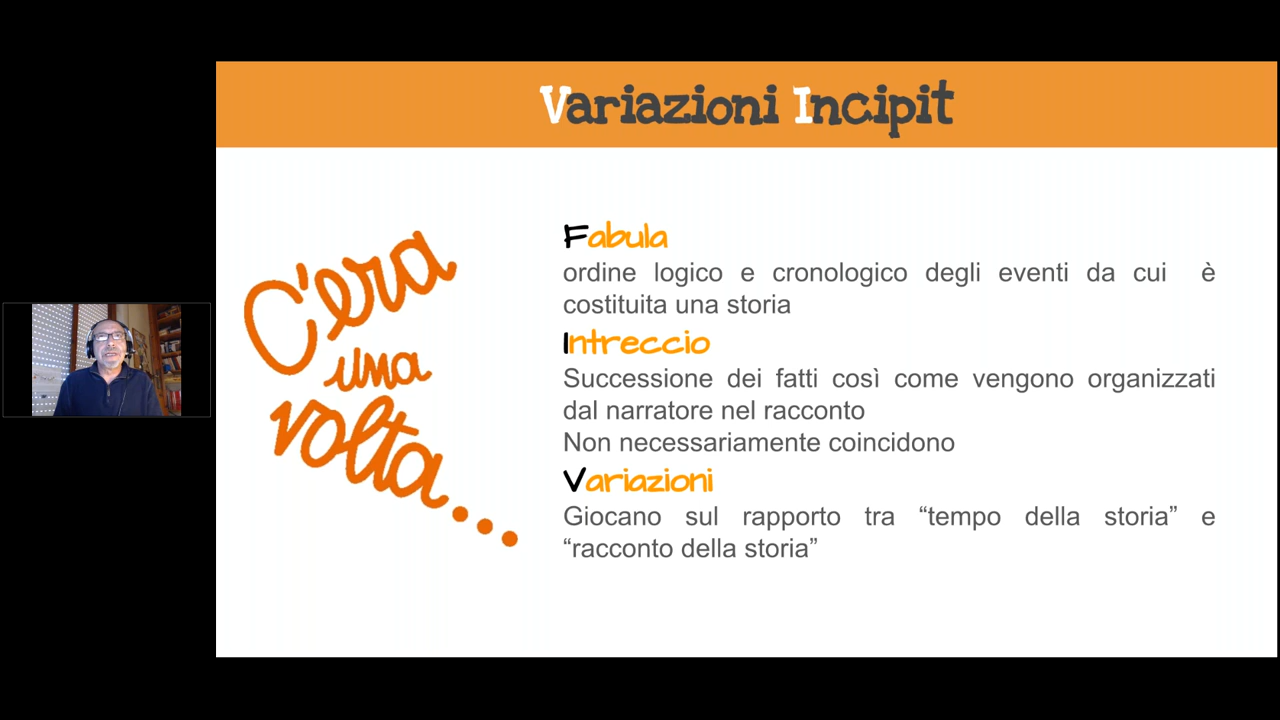 Variazioni Incipit
C'era
una
volta...
Fabula
ordine logico e cronologico degli eventi da cui è
costituita una storia
Intreccio
Successione dei fatti così come vengono organizzati
dal narratore nel racconto
Non necessariamente coincidono
Variazioni
Giocano sul rapporto tra “tempo della storia” e
“racconto della storia”